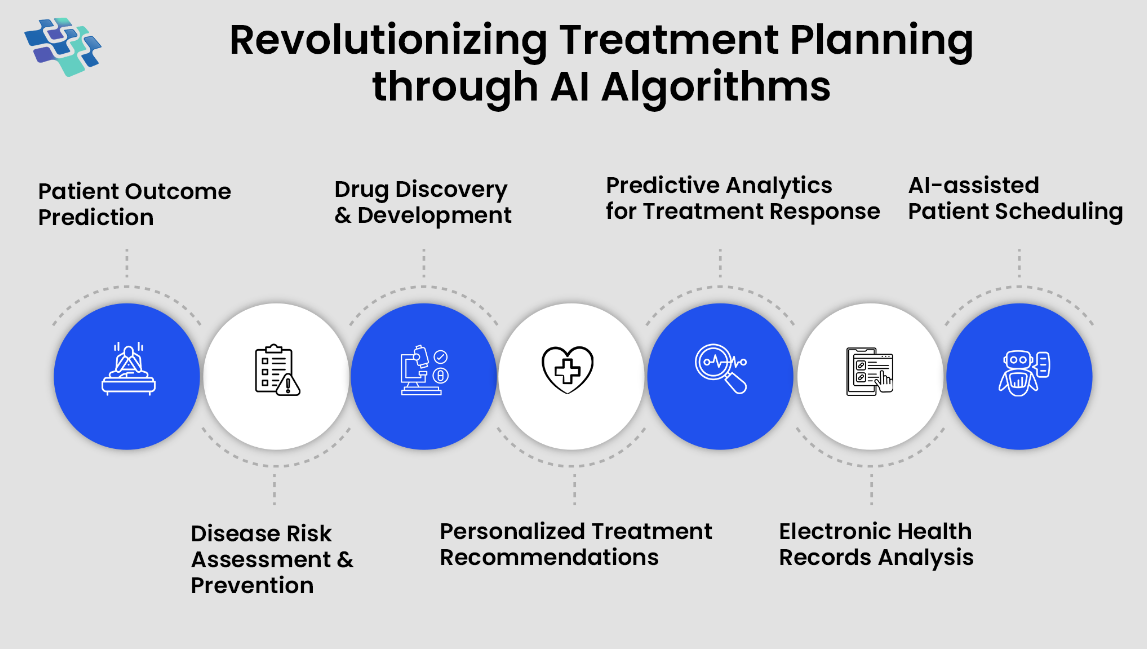 Revolutionizing Treatment Planning
through AI Algorithms
Patient Outcome
Prediction
Drug Discovery
& Development
Predictive Analytics
for Treatment Response
AI-assisted
Patient Scheduling
Disease Risk
Assessment &
Prevention
Personalized Treatment
Recommendations
Electronic Health
Records Analysis